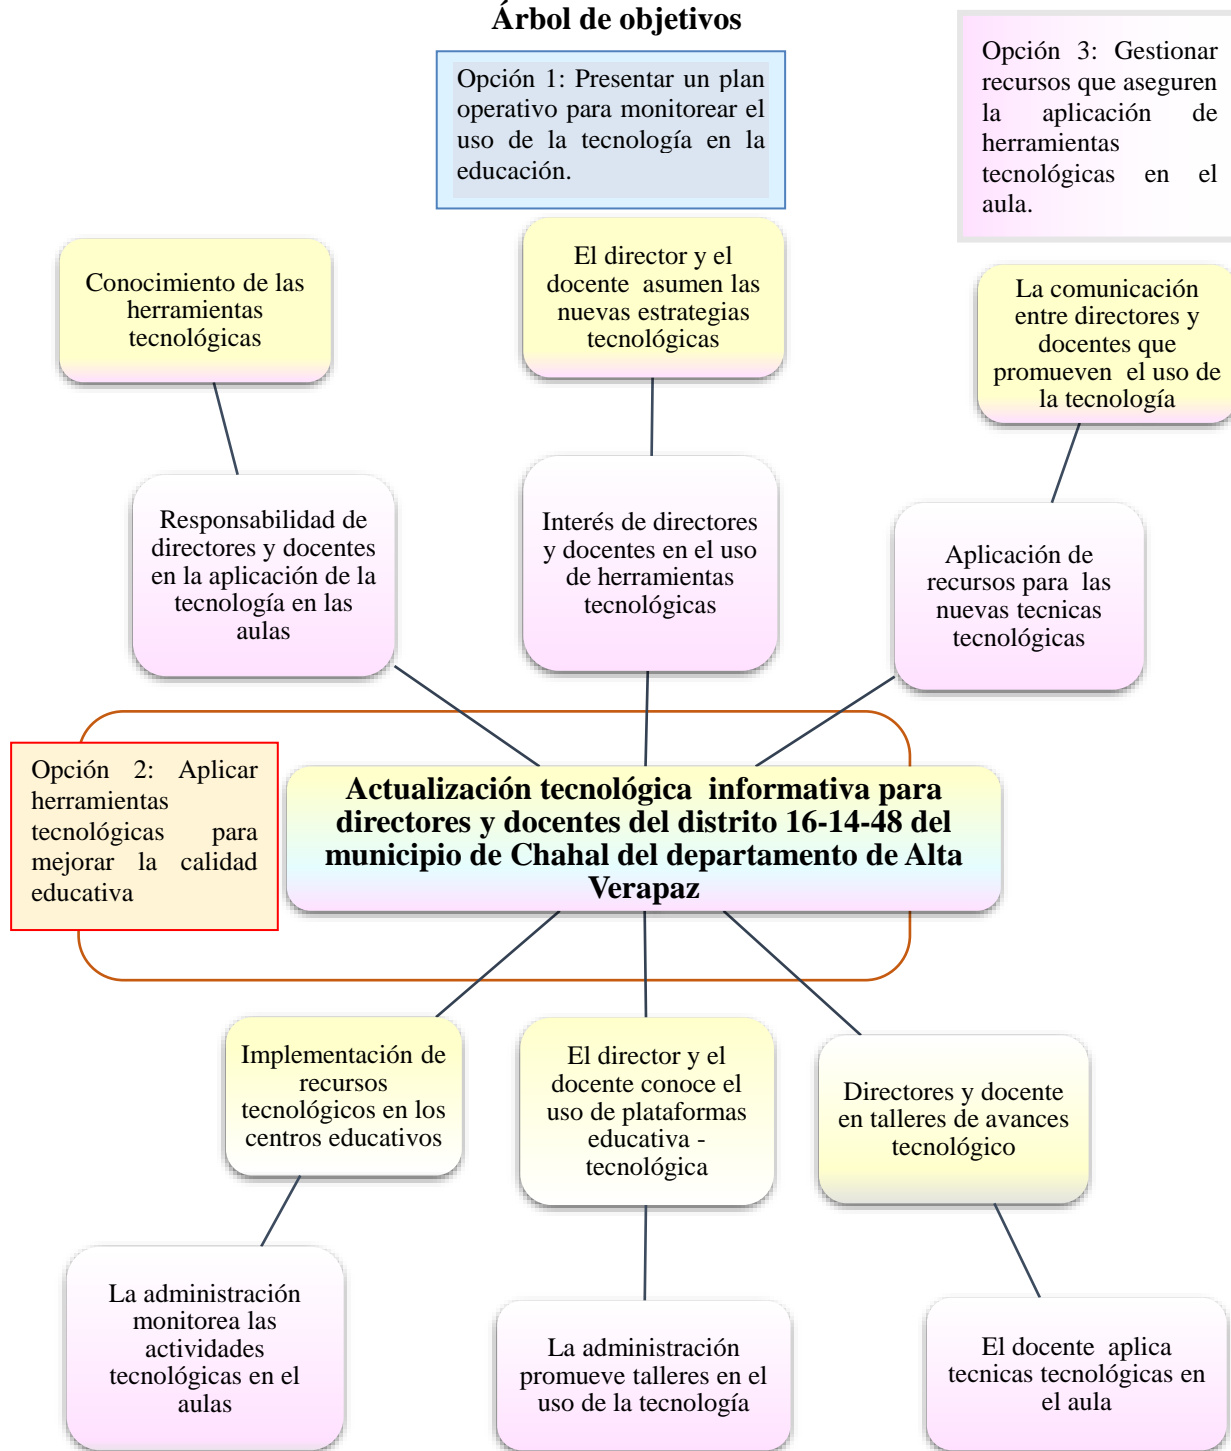 Árbol de objetivos
Opción 1: Presentar un plan
operativo para monitorear el
uso de la tecnología en la
educación.
Opción 3: Gestionar
recursos que aseguren
la aplicación de
herramientas
tecnológicas en el
aula.
Conocimiento de las
herramientas
tecnológicas
El director y el
docente asumen las
nuevas estrategias
tecnológicas
La comunicación
entre directores y
docentes que
promueven el uso de
la tecnología
Responsabilidad de
directores y docentes
en la aplicación de la
tecnología en las
aulas
Interés de directores
y docentes en el uso
de herramientas
tecnológicas
Aplicación de
recursos para las
nuevas tecnicas
tecnológicas
Opción 2: Aplicar
herramientas
tecnológicas para
mejorar la calidad
educativa
Actualización tecnológica informativa para
directores y docentes del distrito 16-14-48 del
municipio de Chahal del departamento de Alta
Verapaz
Implementación de
recursos
tecnológicos en los
centros educativos
El director y el
docente conoce el
uso de plataformas
educativa -
tecnológica
Directores y docente
en talleres de avances
tecnológico
La administración
monitorea las
actividades
tecnológicas en el
aulas
La administración
promueve talleres en el
uso de la tecnología
El docente aplica
tecnicas tecnológicas en
el aula